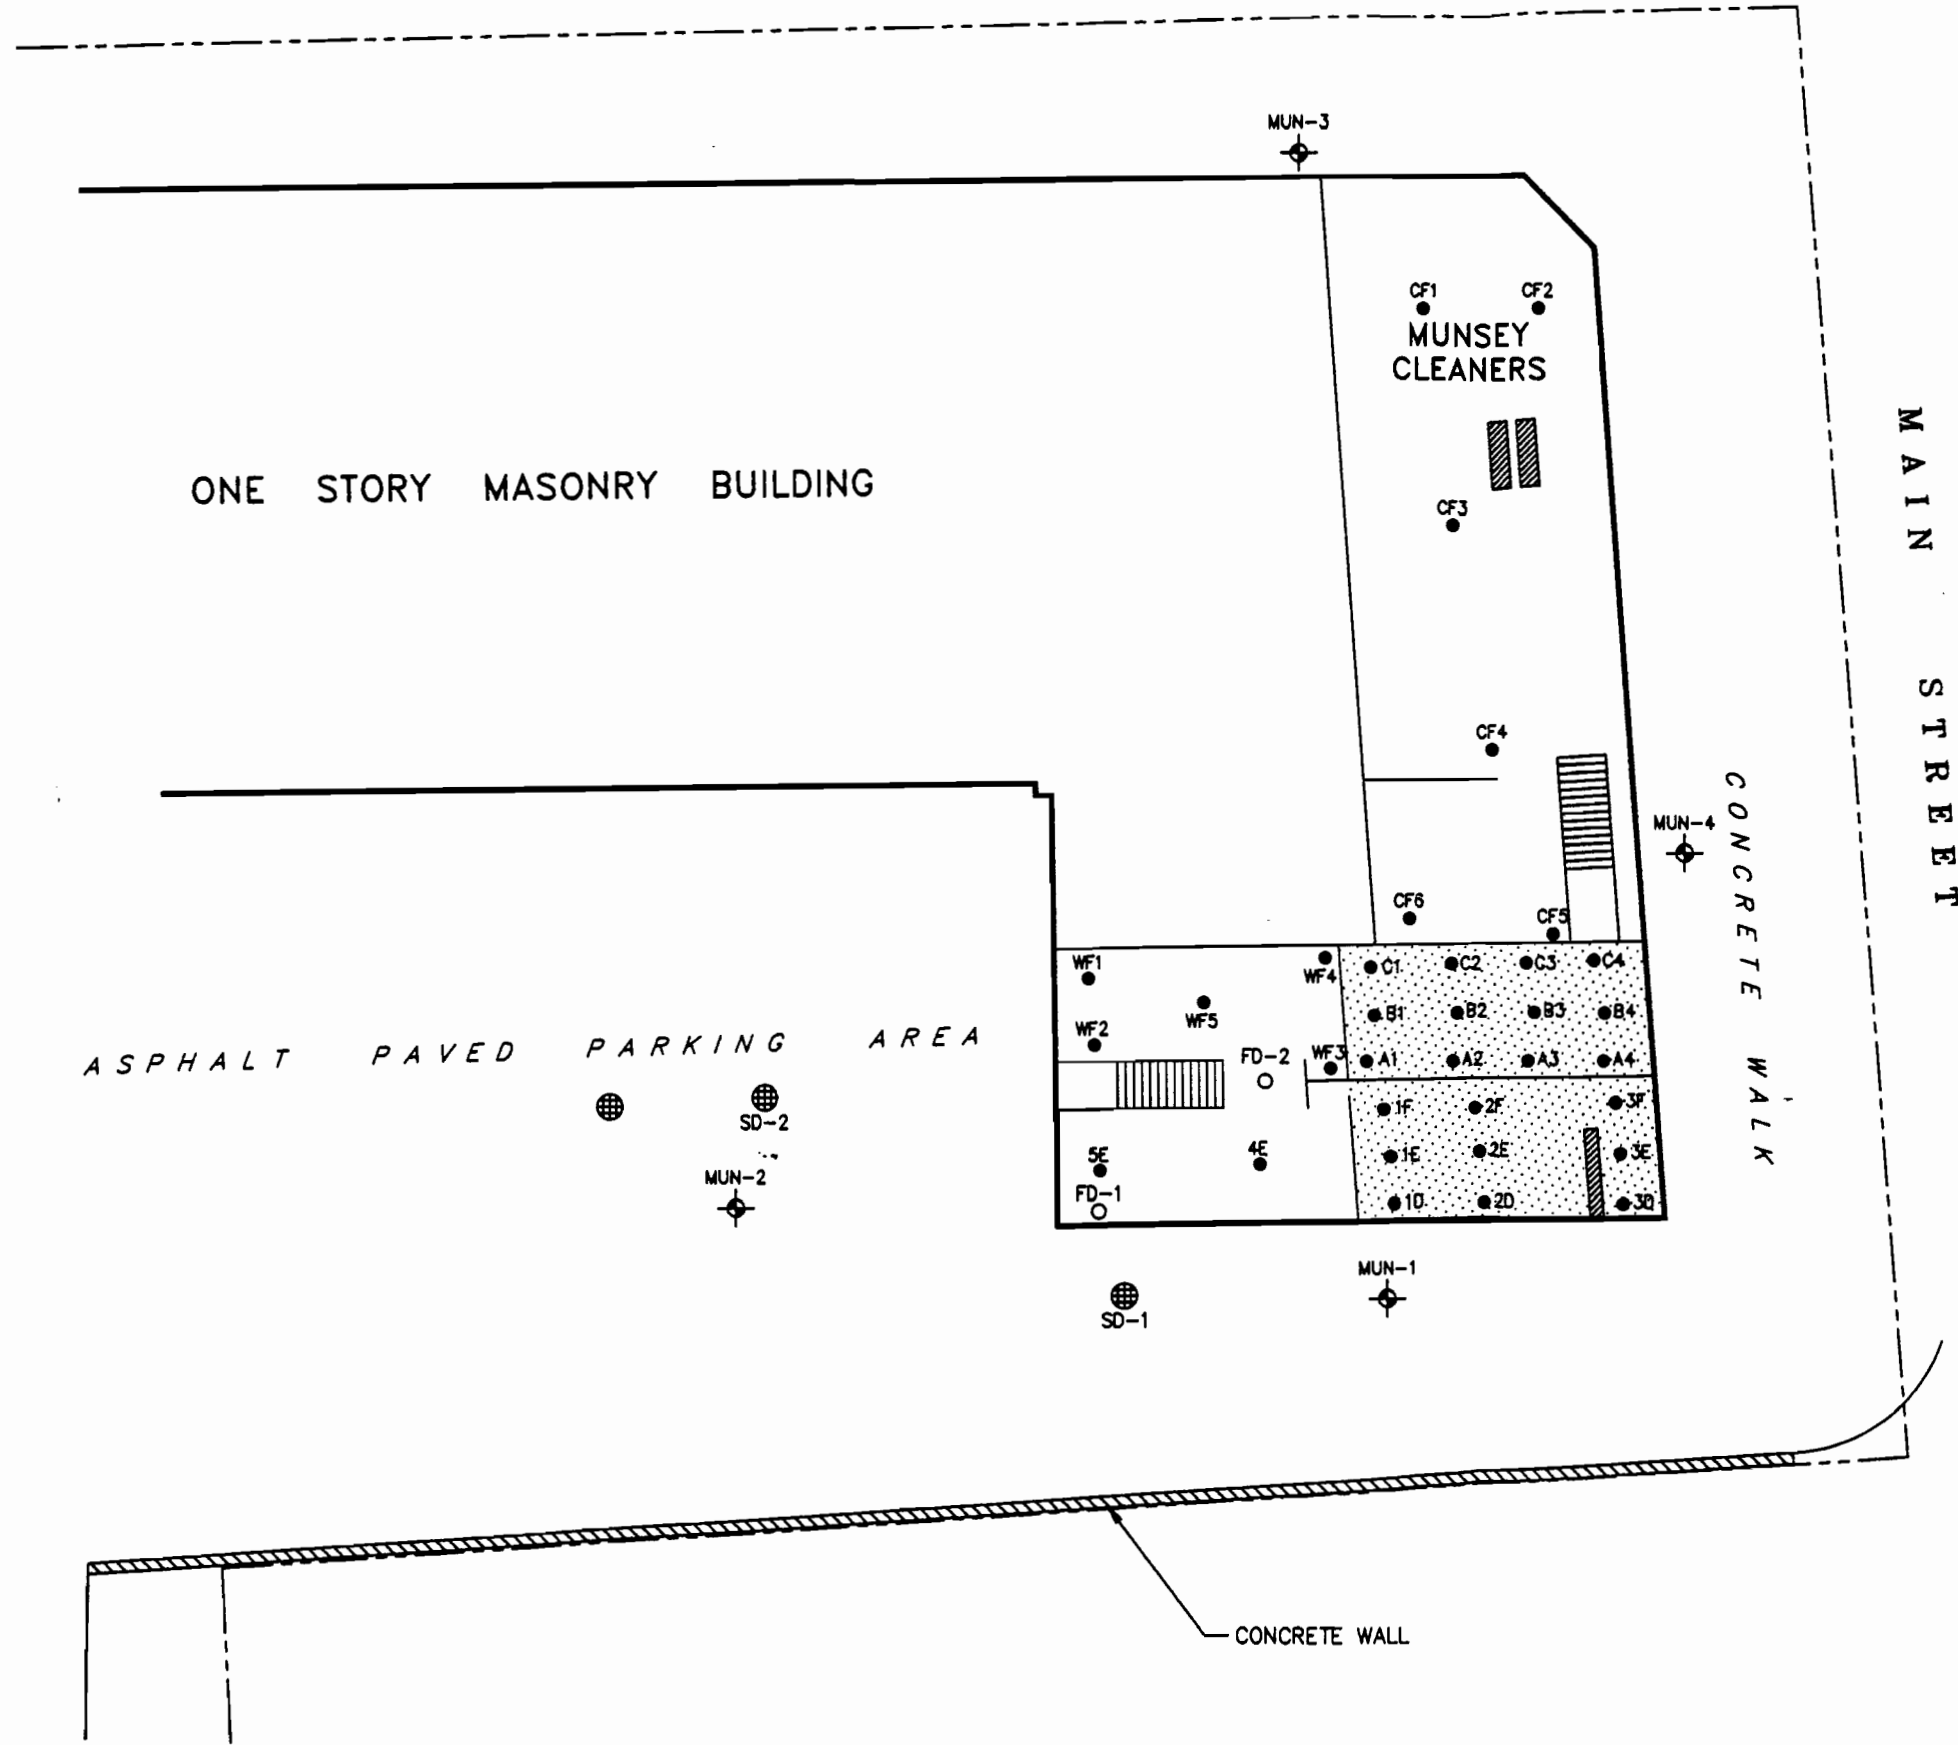 MUN-3
CF1
CF2
MUNSEY
CLEANERS
MAIN STREET
ONE STORY MASONRY BUILDING
CF3
CF4
CONCRETE WALK
MUN-4
CF6
CF5
WF1
WF4
C1
C2
C3
C4
WF5
B1
B2
B3
B4
WF2
ASPHALT PAVED PARKING AREA
FD-2
WF3
A1
A2
A3
A4
SD-2
1F
2F
3F
5E
4E
1E
2E
3E
MUN-2
FD-1
1D
2D
3D
MUN-1
SD-1
CONCRETE WALL